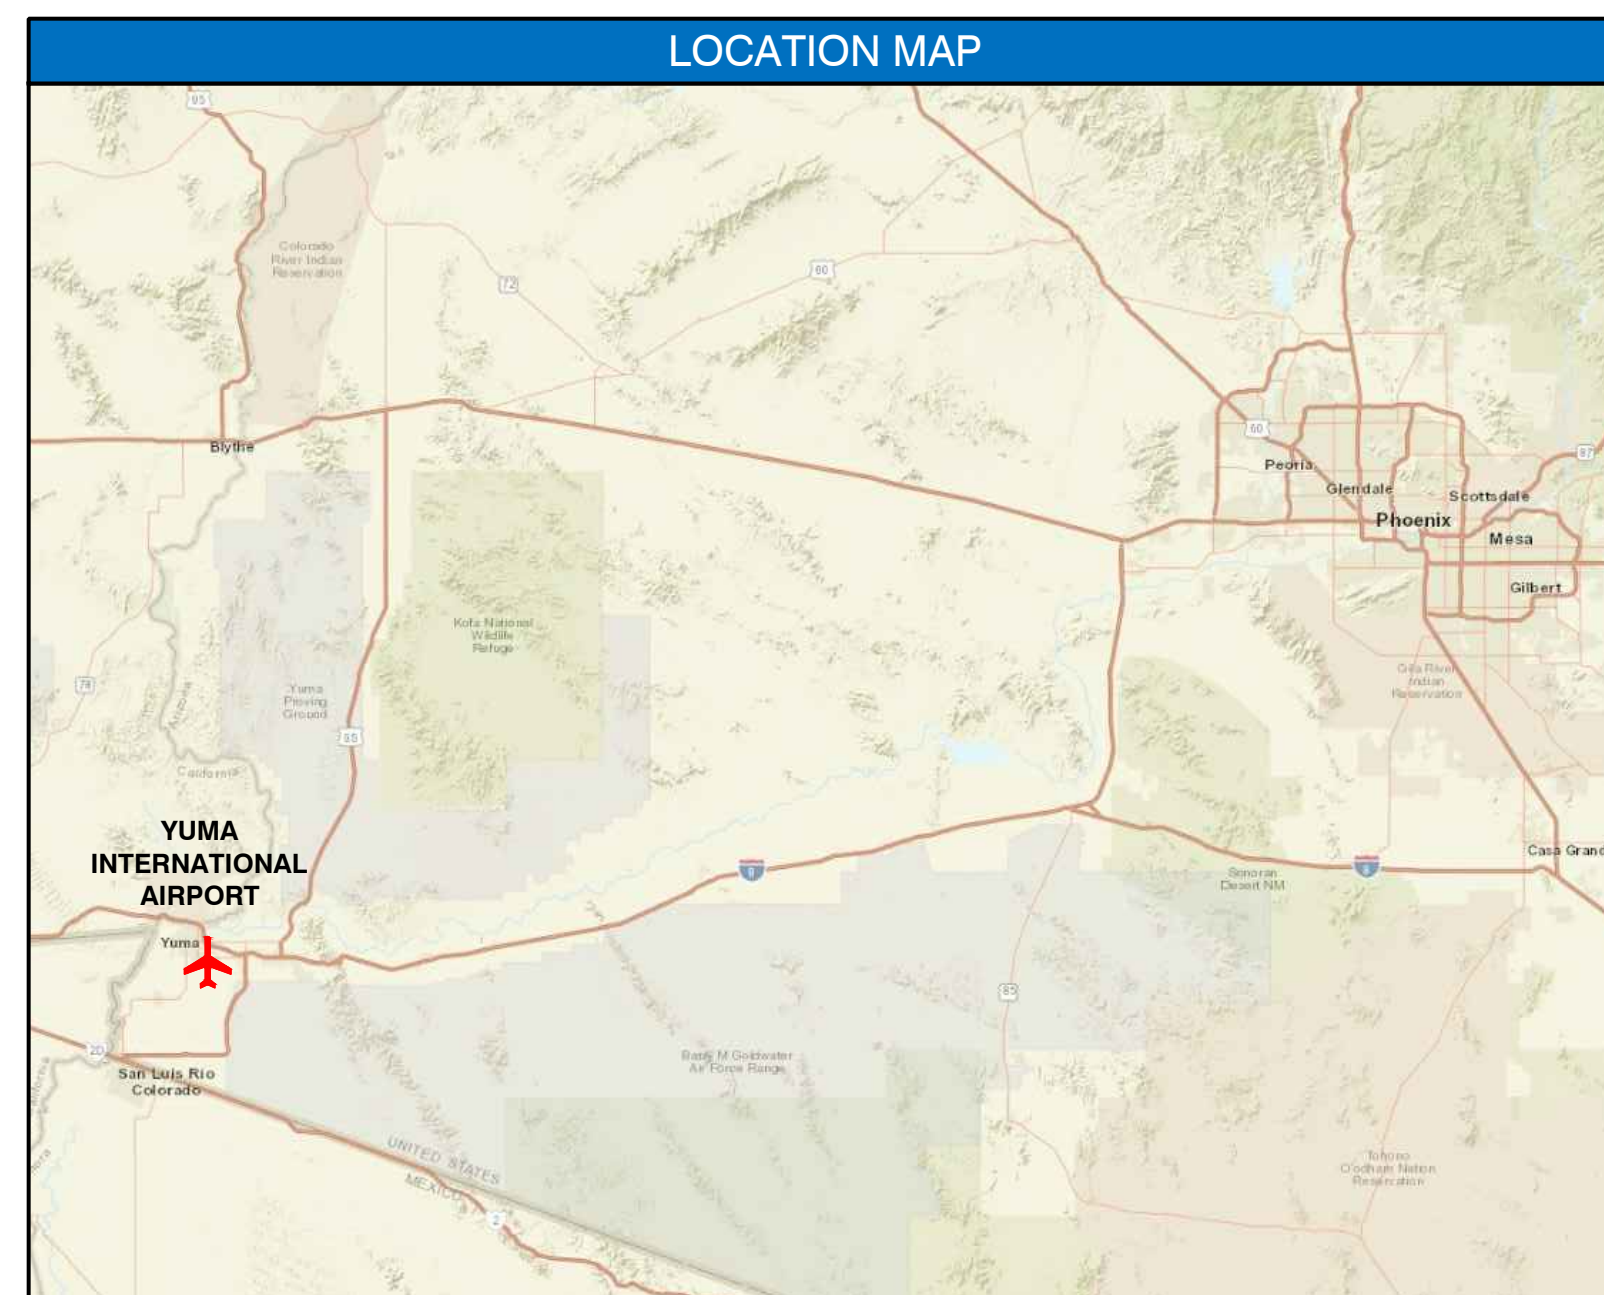 LOCATION MAP
95
Colorado
River Indian
Reservation
72
60
Blythe
60
87
Peoria
Glendale
Scottsdale
Phoenix
Mesa
Gilbert
Kofa National
Wildlife
Refuge
Yuma
Proving
Ground
78
Arizona
95
California
Gila River
Indian
Reservation
YUMA
INTERNATIONAL
AIRPORT
8
8
Casa Grand
Sonoran
Desert NM
Yuma
85
2D
Barry M Goldwater
Air Force Range
San Luis Rio
Colorado
UNITED STATES
MEXICO
2
Tohono
O'odham Nation
Reservation